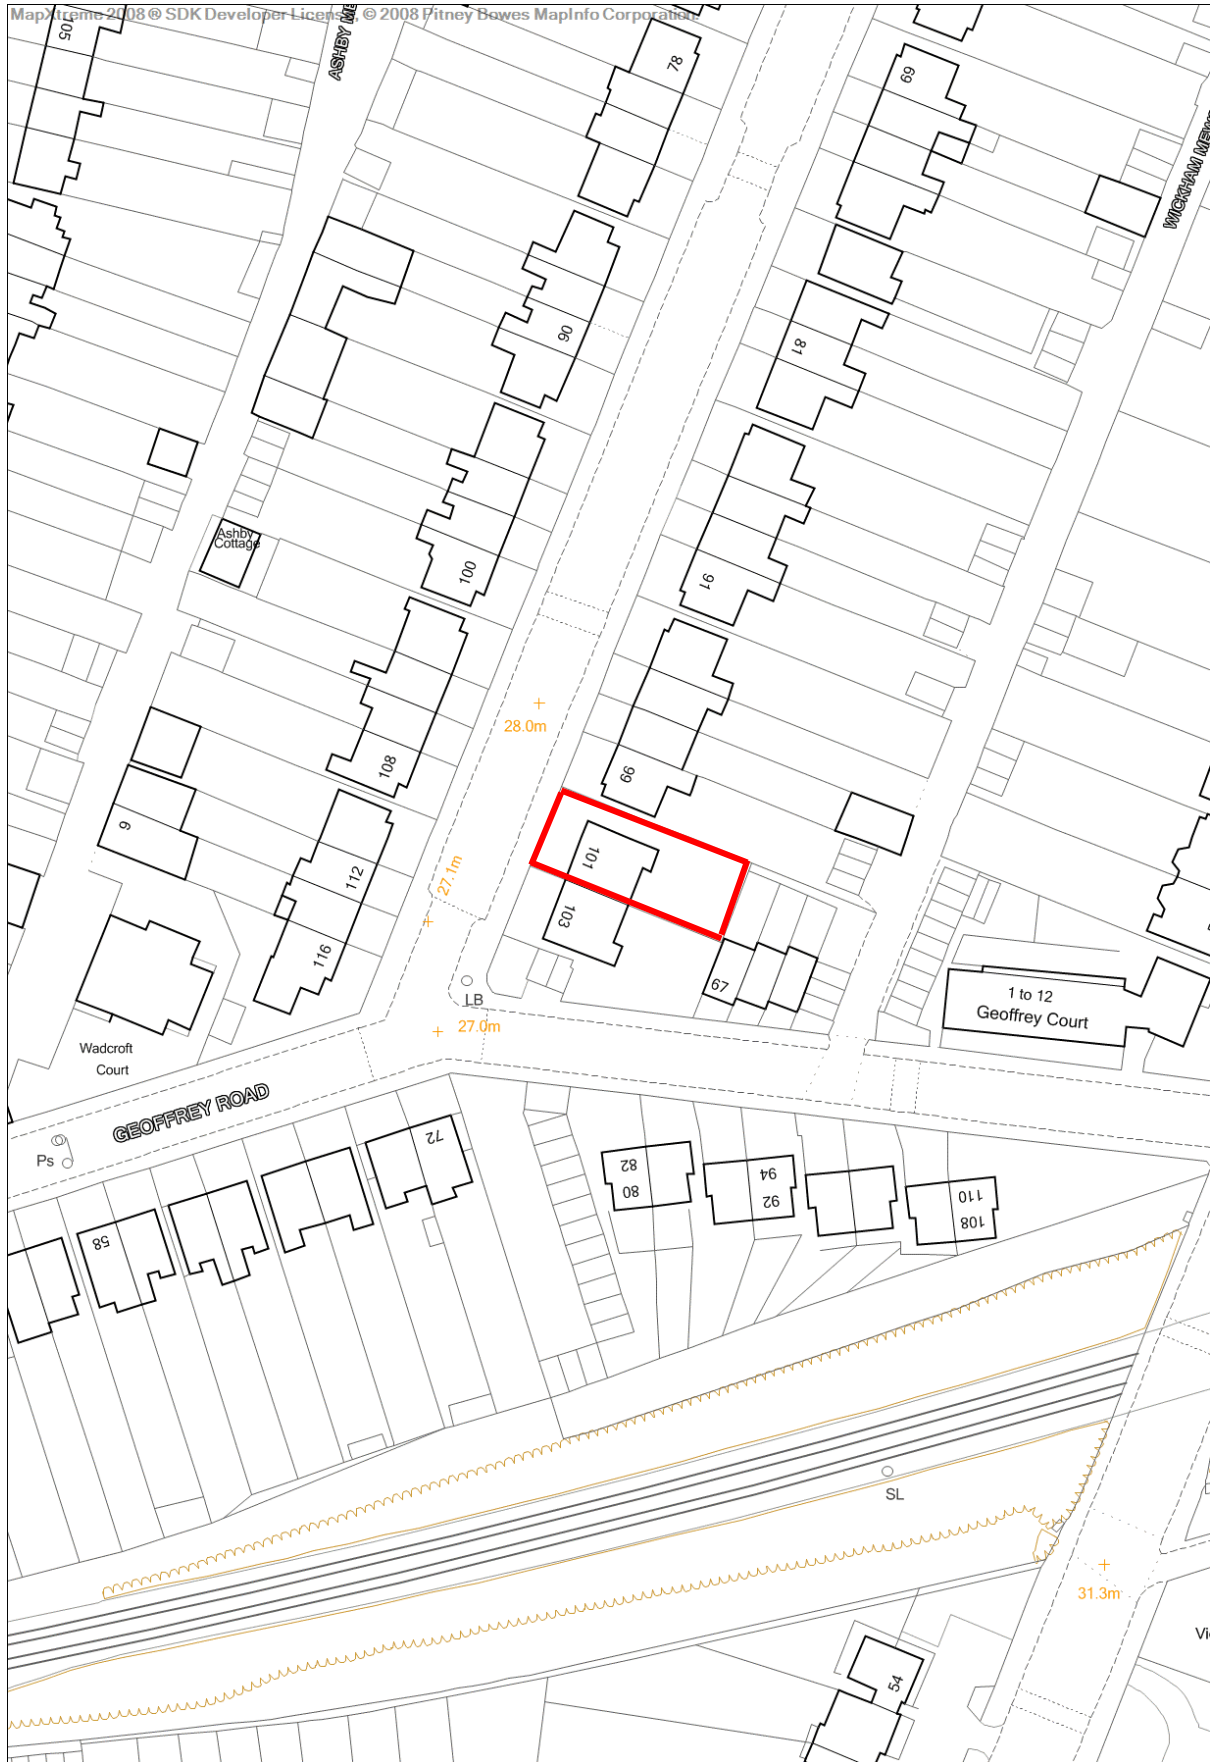 MapXtreme 2008 ® SDK Developer License, © 2008 Pitney Bowes MapInfo Corporation.
105
ASHBY ME
78
69
WICKHAM MEW
90
81
Ashby
Cottage
100
91
28.0m
108
99
9
101
112
27.1m
103
116
67
LB
1 to 12
Geoffrey Court
27.0m
Wadcroft
Court
GEOFFREY ROAD
72
Ps
82
80
94
92
110
108
58
SL
31.3m
54
Vi